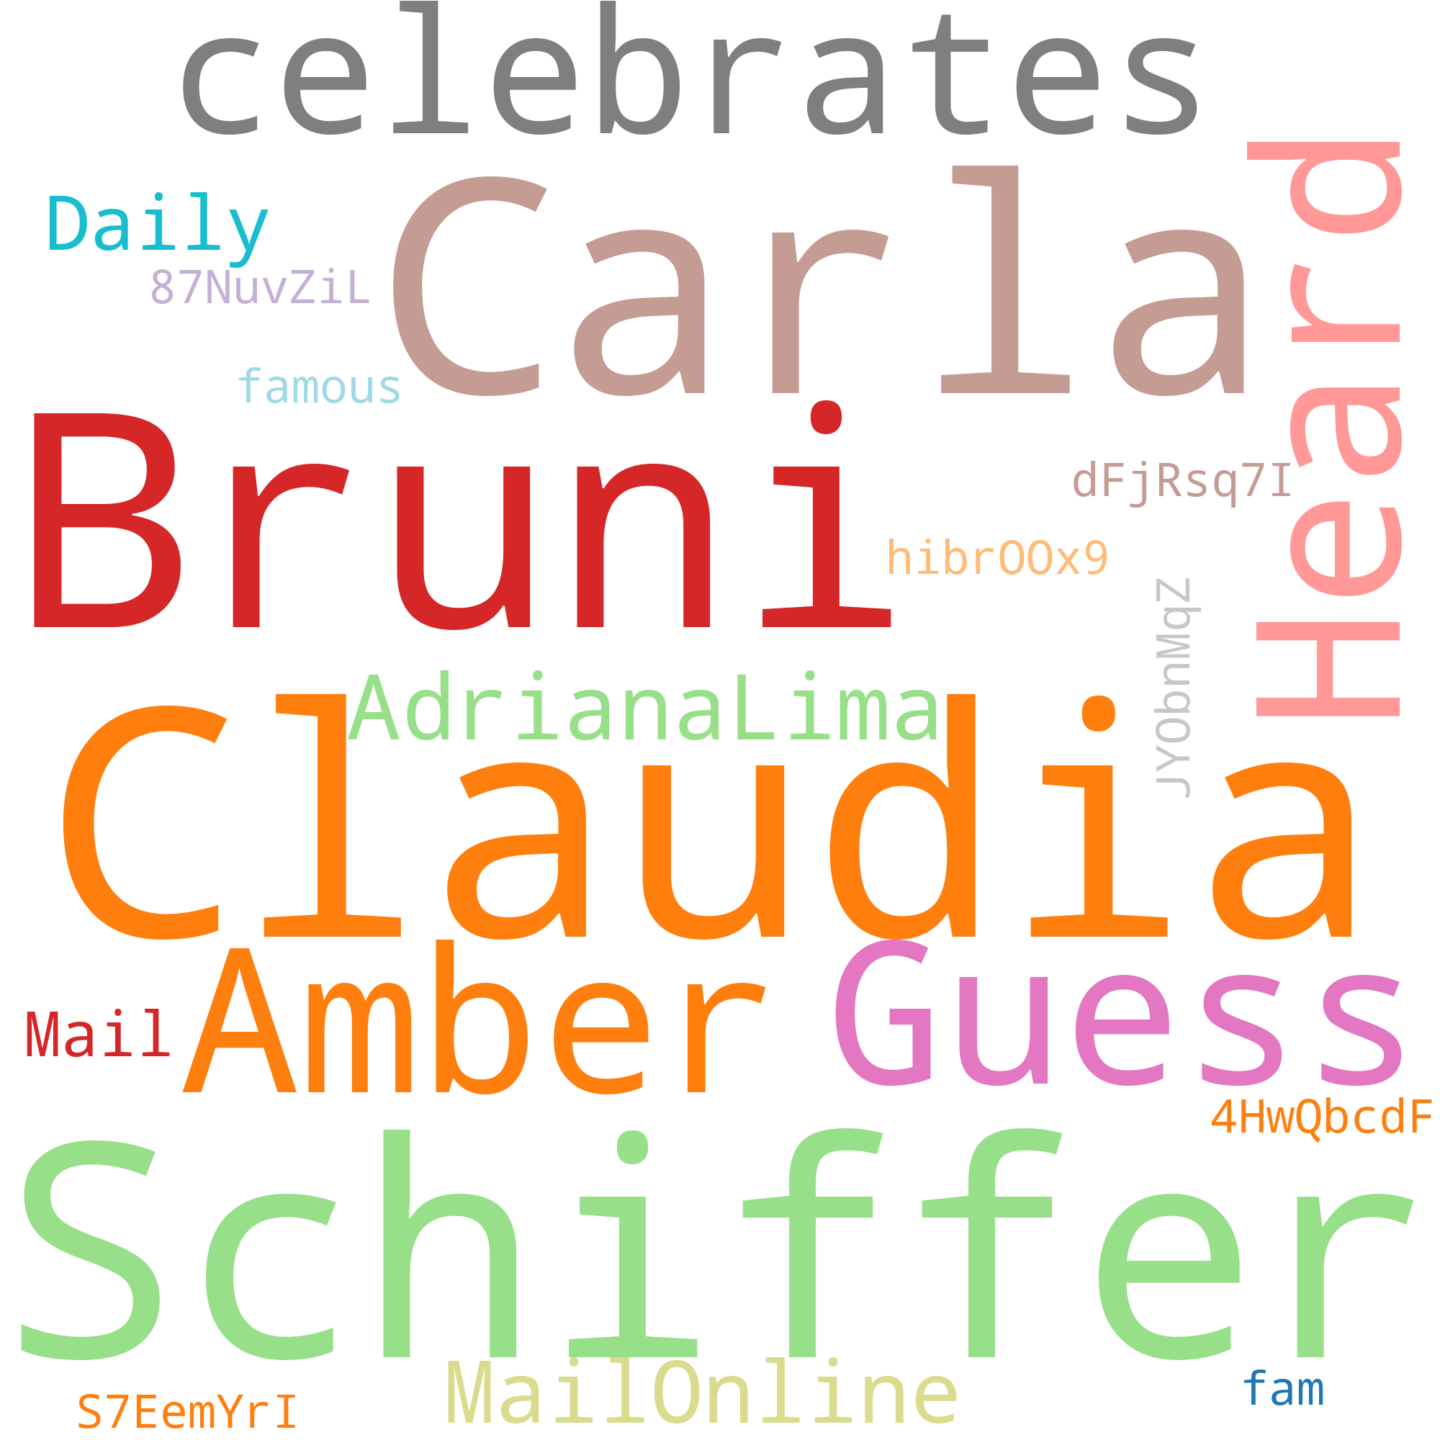 celebrates
Carla
Heard
Daily
87NuvZiL
famous
Bruni
dFjRsq7I
hibrOOx9
JYObnMqZ
AdrianaLima
Claudia
Amber
Guess
Mail
4HwQbcdF
Schiffer
MailOnline
fam
S7EemYrI